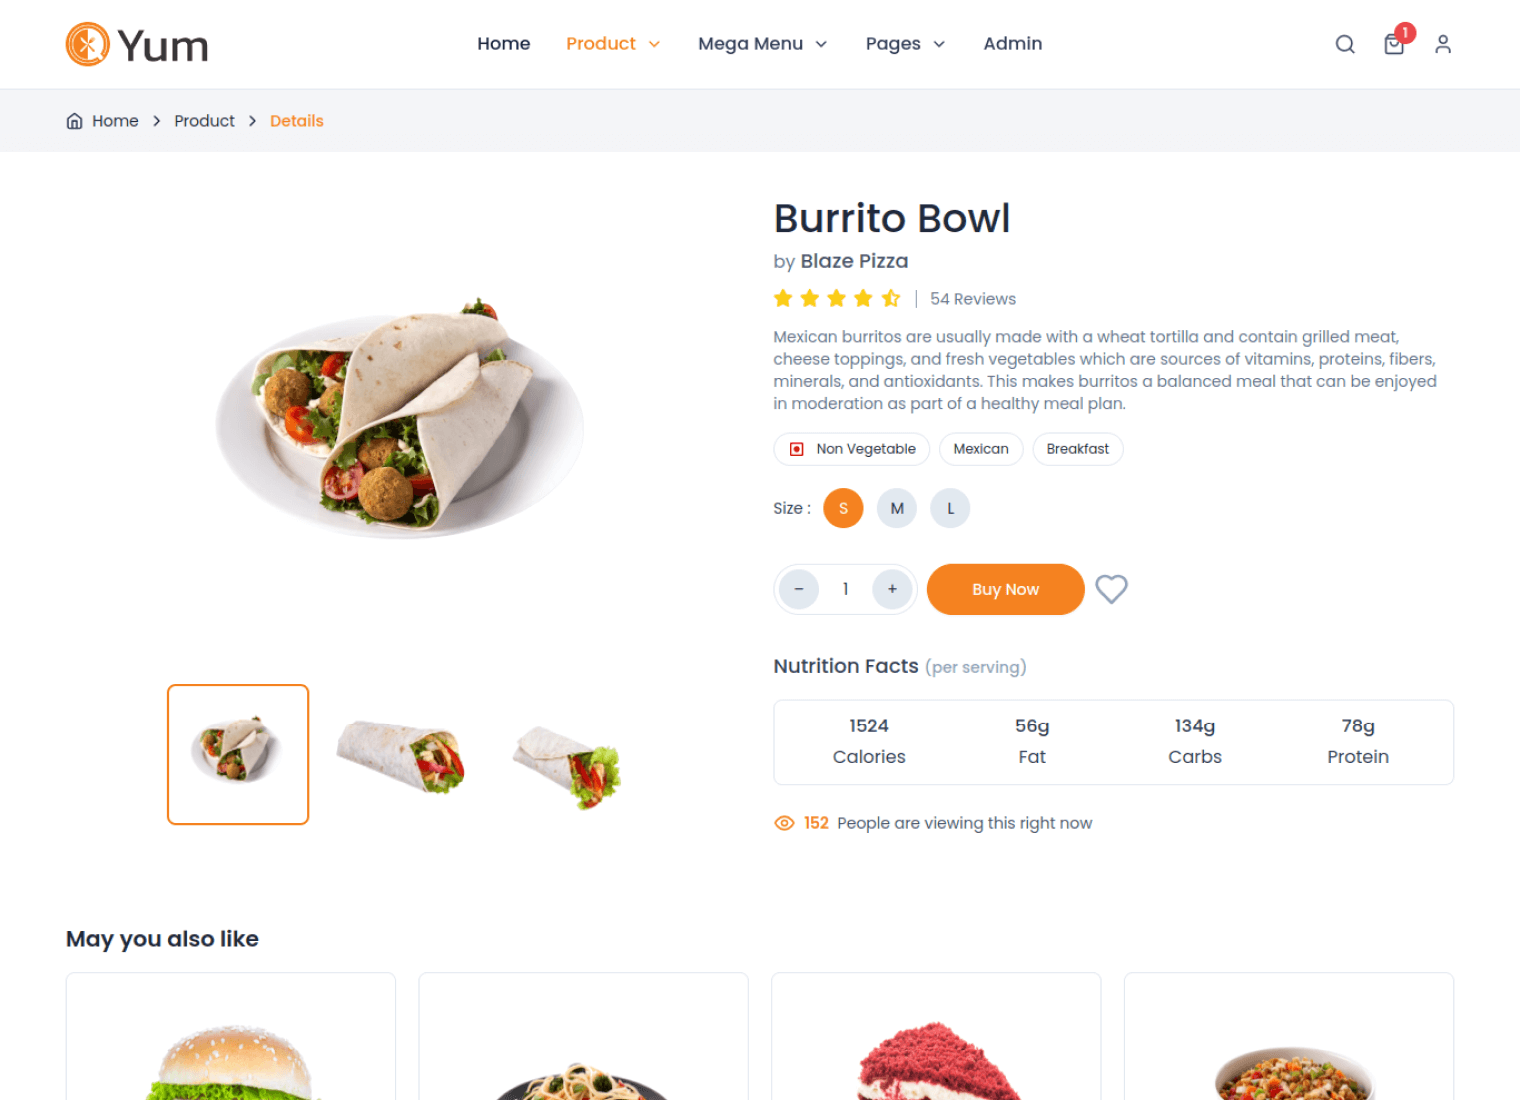 Yum
Home Product Mega Menu Pages Admin
1
Home Product Details
Burrito Bowl
by Blaze Pizza
54 Reviews
Mexican burritos are usually made with a wheat tortilla and contain grilled meat,
cheese toppings, and fresh vegetables which are sources of vitamins, proteins, fibers,
minerals, and antioxidants. This makes burritos a balanced meal that can be enjoyed
in moderation as part of a healthy meal plan.
Non Vegetable Mexican Breakfast
Size : S M L
− 1 + Buy Now
Nutrition Facts (per serving)
1524 56g 134g 78g
Calories Fat Carbs Protein
152 People are viewing this right now
May you also like